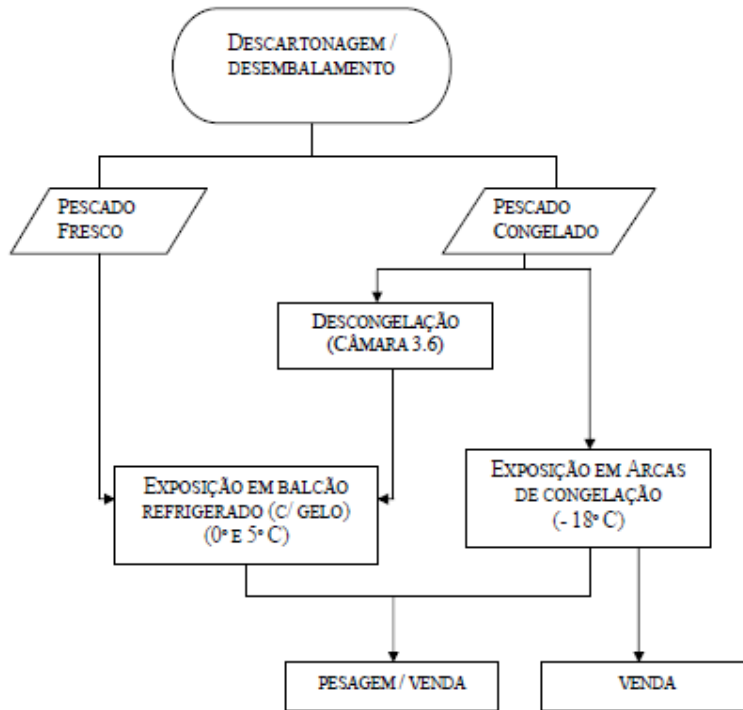 DESCARTONAGEM /
DESEMBALAMENTO
PESCADO
FRESCO
PESCADO
CONGELADO
DESCONGELAÇÃO
(CÂMARA 3.6)
EXPOSIÇÃO EM BALCÃO
REFRIGERADO (C/ GELO)
(0º E 5º C)
EXPOSIÇÃO EM ARCAS
DE CONGELAÇÃO
(- 18º C)
PESAGEM / VENDA
VENDA